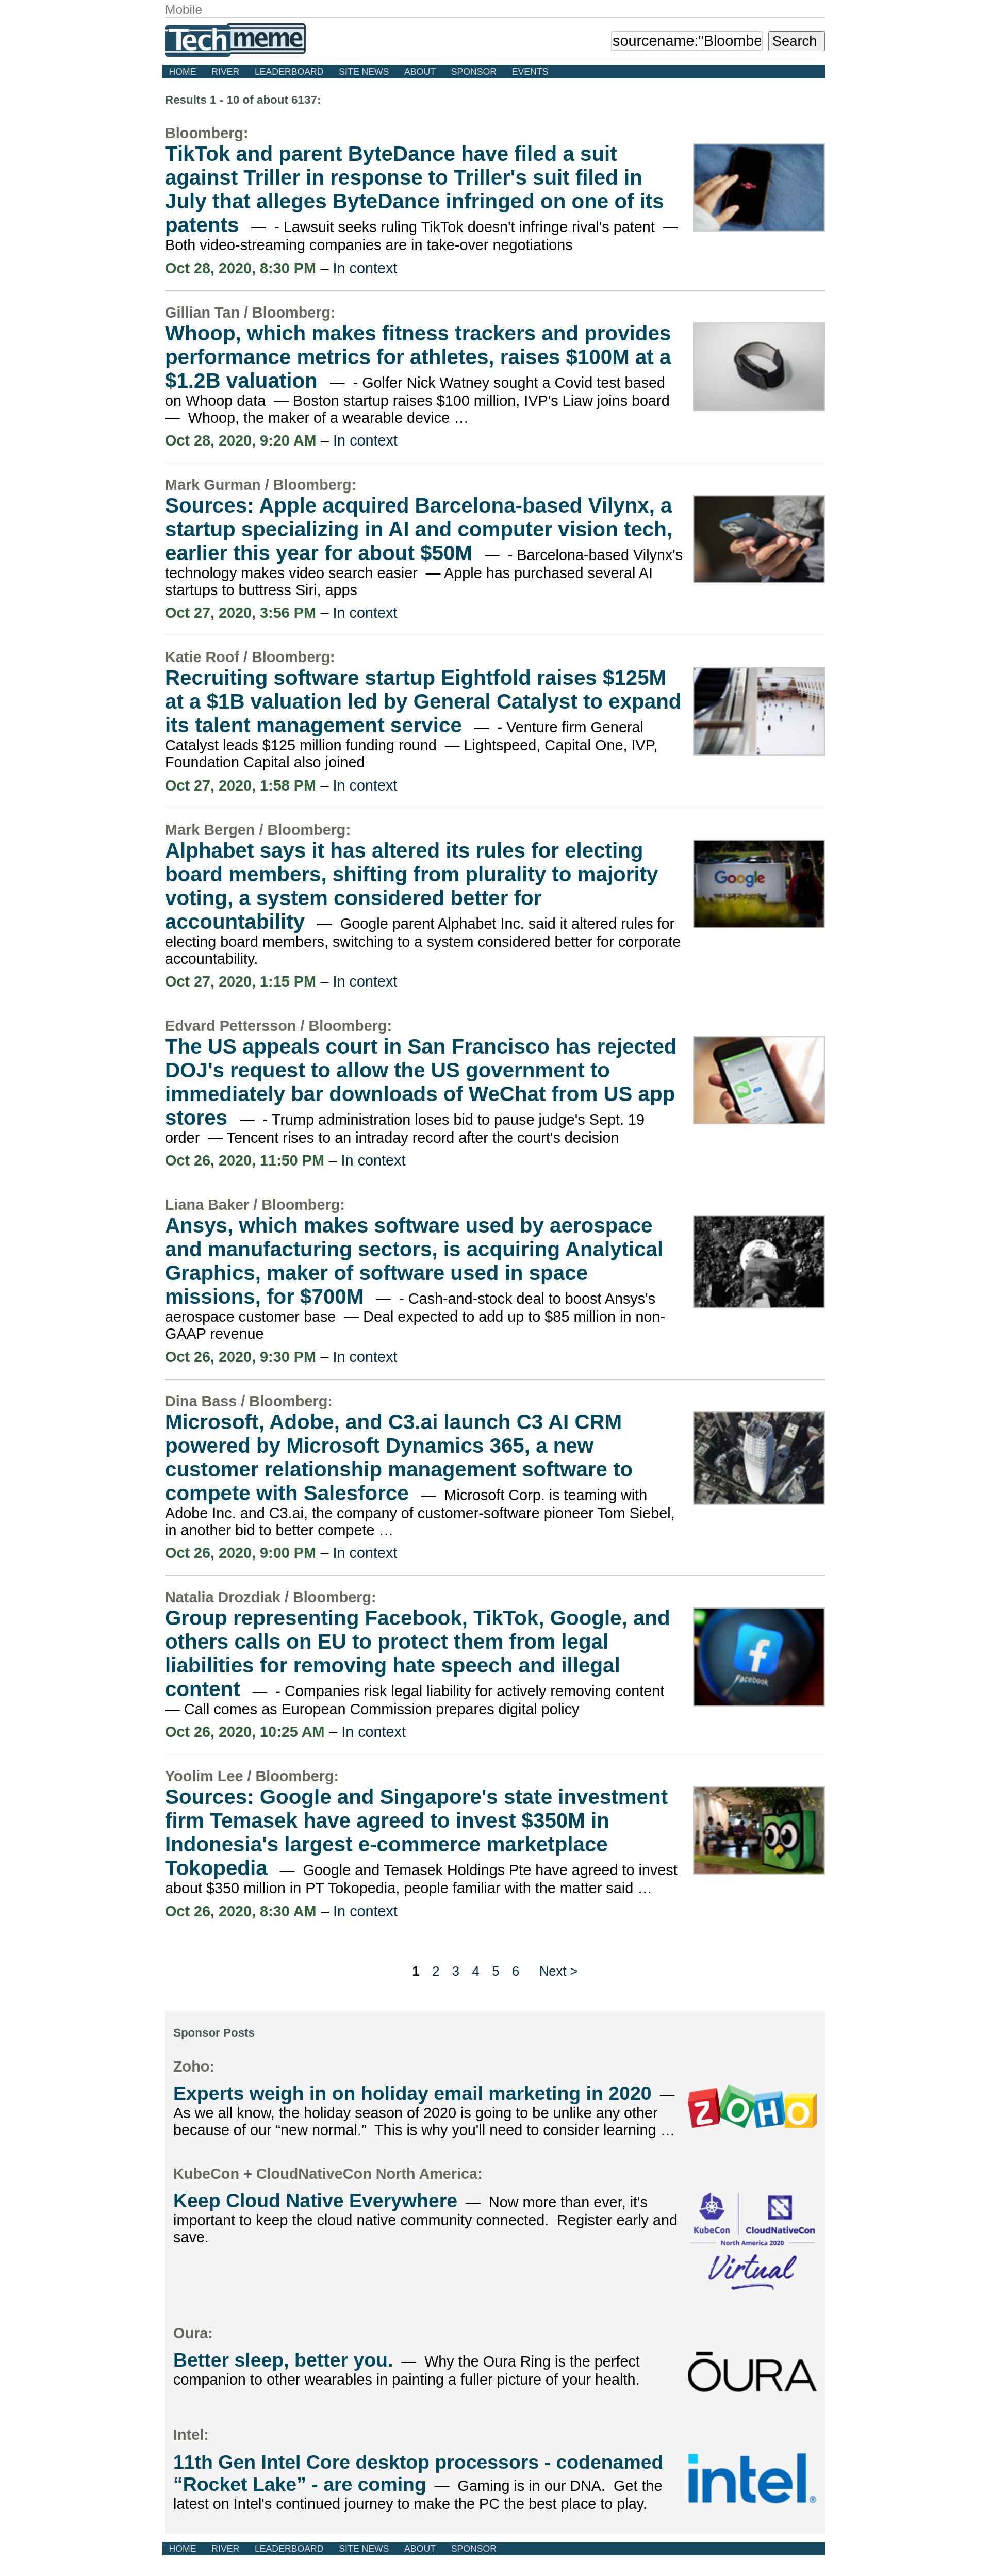 Mobile
Techmeme
sourcename:"Bloombe
Search
HOME RIVER LEADERBOARD SITE NEWS ABOUT SPONSOR EVENTS
Results 1 - 10 of about 6137:
Bloomberg:
TikTok and parent ByteDance have filed a suit
against Triller in response to Triller's suit filed in
July that alleges ByteDance infringed on one of its
patents — - Lawsuit seeks ruling TikTok doesn't infringe rival's patent —
Both video-streaming companies are in take-over negotiations
Oct 28, 2020, 8:30 PM – In context
Gillian Tan / Bloomberg:
Whoop, which makes fitness trackers and provides
performance metrics for athletes, raises $100M at a
$1.2B valuation — - Golfer Nick Watney sought a Covid test based
on Whoop data — Boston startup raises $100 million, IVP's Liaw joins board
— Whoop, the maker of a wearable device …
Oct 28, 2020, 9:20 AM – In context
Mark Gurman / Bloomberg:
Sources: Apple acquired Barcelona-based Vilynx, a
startup specializing in AI and computer vision tech,
earlier this year for about $50M — - Barcelona-based Vilynx's
technology makes video search easier — Apple has purchased several AI
startups to buttress Siri, apps
Oct 27, 2020, 3:56 PM – In context
Katie Roof / Bloomberg:
Recruiting software startup Eightfold raises $125M
at a $1B valuation led by General Catalyst to expand
its talent management service — - Venture firm General
Catalyst leads $125 million funding round — Lightspeed, Capital One, IVP,
Foundation Capital also joined
Oct 27, 2020, 1:58 PM – In context
Mark Bergen / Bloomberg:
Alphabet says it has altered its rules for electing
board members, shifting from plurality to majority
voting, a system considered better for
accountability — Google parent Alphabet Inc. said it altered rules for
electing board members, switching to a system considered better for corporate
accountability.
Google
Oct 27, 2020, 1:15 PM – In context
Edvard Pettersson / Bloomberg:
The US appeals court in San Francisco has rejected
DOJ's request to allow the US government to
immediately bar downloads of WeChat from US app
stores — - Trump administration loses bid to pause judge's Sept. 19
order — Tencent rises to an intraday record after the court's decision
Oct 26, 2020, 11:50 PM – In context
Liana Baker / Bloomberg:
Ansys, which makes software used by aerospace
and manufacturing sectors, is acquiring Analytical
Graphics, maker of software used in space
missions, for $700M — - Cash-and-stock deal to boost Ansys's
aerospace customer base — Deal expected to add up to $85 million in non-
GAAP revenue
Oct 26, 2020, 9:30 PM – In context
Dina Bass / Bloomberg:
Microsoft, Adobe, and C3.ai launch C3 AI CRM
powered by Microsoft Dynamics 365, a new
customer relationship management software to
compete with Salesforce — Microsoft Corp. is teaming with
Adobe Inc. and C3.ai, the company of customer-software pioneer Tom Siebel,
in another bid to better compete …
Oct 26, 2020, 9:00 PM – In context
Natalia Drozdiak / Bloomberg:
Group representing Facebook, TikTok, Google, and
others calls on EU to protect them from legal
liabilities for removing hate speech and illegal
content — - Companies risk legal liability for actively removing content
— Call comes as European Commission prepares digital policy
Facebook
Oct 26, 2020, 10:25 AM – In context
Yoolim Lee / Bloomberg:
Sources: Google and Singapore's state investment
firm Temasek have agreed to invest $350M in
Indonesia's largest e-commerce marketplace
Tokopedia — Google and Temasek Holdings Pte have agreed to invest
about $350 million in PT Tokopedia, people familiar with the matter said …
Oct 26, 2020, 8:30 AM – In context
1 2 3 4 5 6 Next >
Sponsor Posts
Zoho:
Experts weigh in on holiday email marketing in 2020 —
As we all know, the holiday season of 2020 is going to be unlike any other
because of our “new normal.” This is why you'll need to consider learning …
ZOHO
KubeCon + CloudNativeCon North America:
Keep Cloud Native Everywhere — Now more than ever, it's
important to keep the cloud native community connected. Register early and
save.
KubeCon CloudNativeCon
North America 2020
Virtual
Oura:
Better sleep, better you. — Why the Oura Ring is the perfect
companion to other wearables in painting a fuller picture of your health.
ŌURA
Intel:
11th Gen Intel Core desktop processors - codenamed
“Rocket Lake” - are coming — Gaming is in our DNA. Get the
latest on Intel's continued journey to make the PC the best place to play.
intel®
HOME RIVER LEADERBOARD SITE NEWS ABOUT SPONSOR